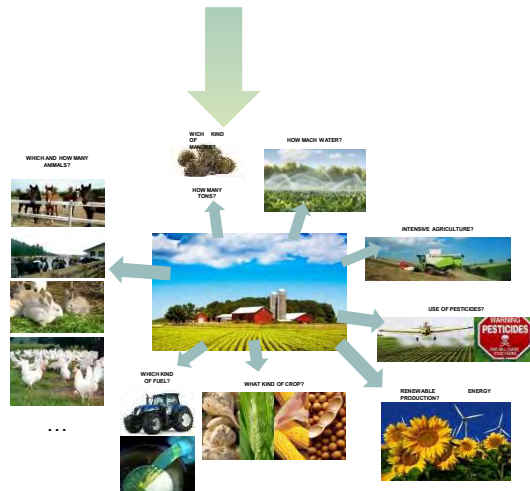 WICH KIND
OF
MANURE?
HOW MANY
TONS?
HOW MACH WATER?
WHICH AND HOW MANY
ANIMALS?
INTENSIVE AGRICULTURE?
USE OF PESTICIDES?
WARNING
PESTICIDES
WHICH KIND
OF FUEL?
WHAT KIND OF CROP?
RENEWABLE ENERGY
PRODUCTION?
...